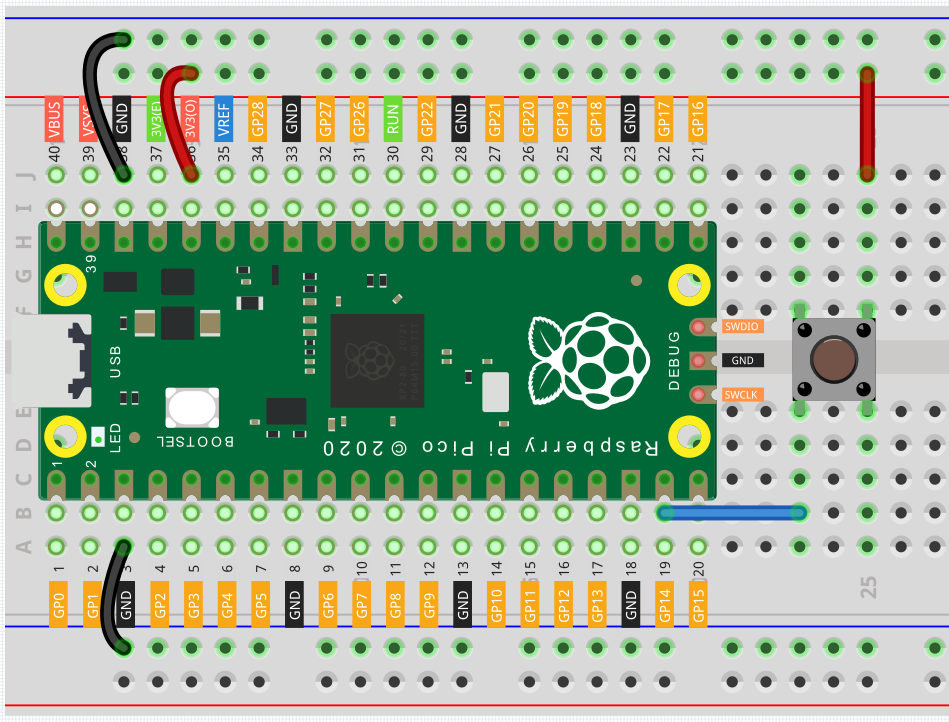 VBUS VSYS GND 3V3(E) 3V3(O) VREF GP28 GND GP27 GP26 RUN GP22 GND GP21 GP20 GP19 GP18 GND GP17 GP16
40 39 38 37 36 35 34 33 32 31 30 29 28 27 26 25 24 23 22 21
J
I
H
39
G
f
SWDIO
USB
DEBUG
GND
SWCLK
E
LED
BOOTSEL
D
Raspberry Pi Pico © 2020
1 2
C
B
A
1 2 3 4 5 6 7 8 9 10 11 12 13 14 15 16 17 18 19 20
25
GP0 GP1 GND GP2 GP3 GP4 GP5 GND GP6 GP7 GP8 GP9 GND GP10 GP11 GP12 GP13 GND GP14 GP15